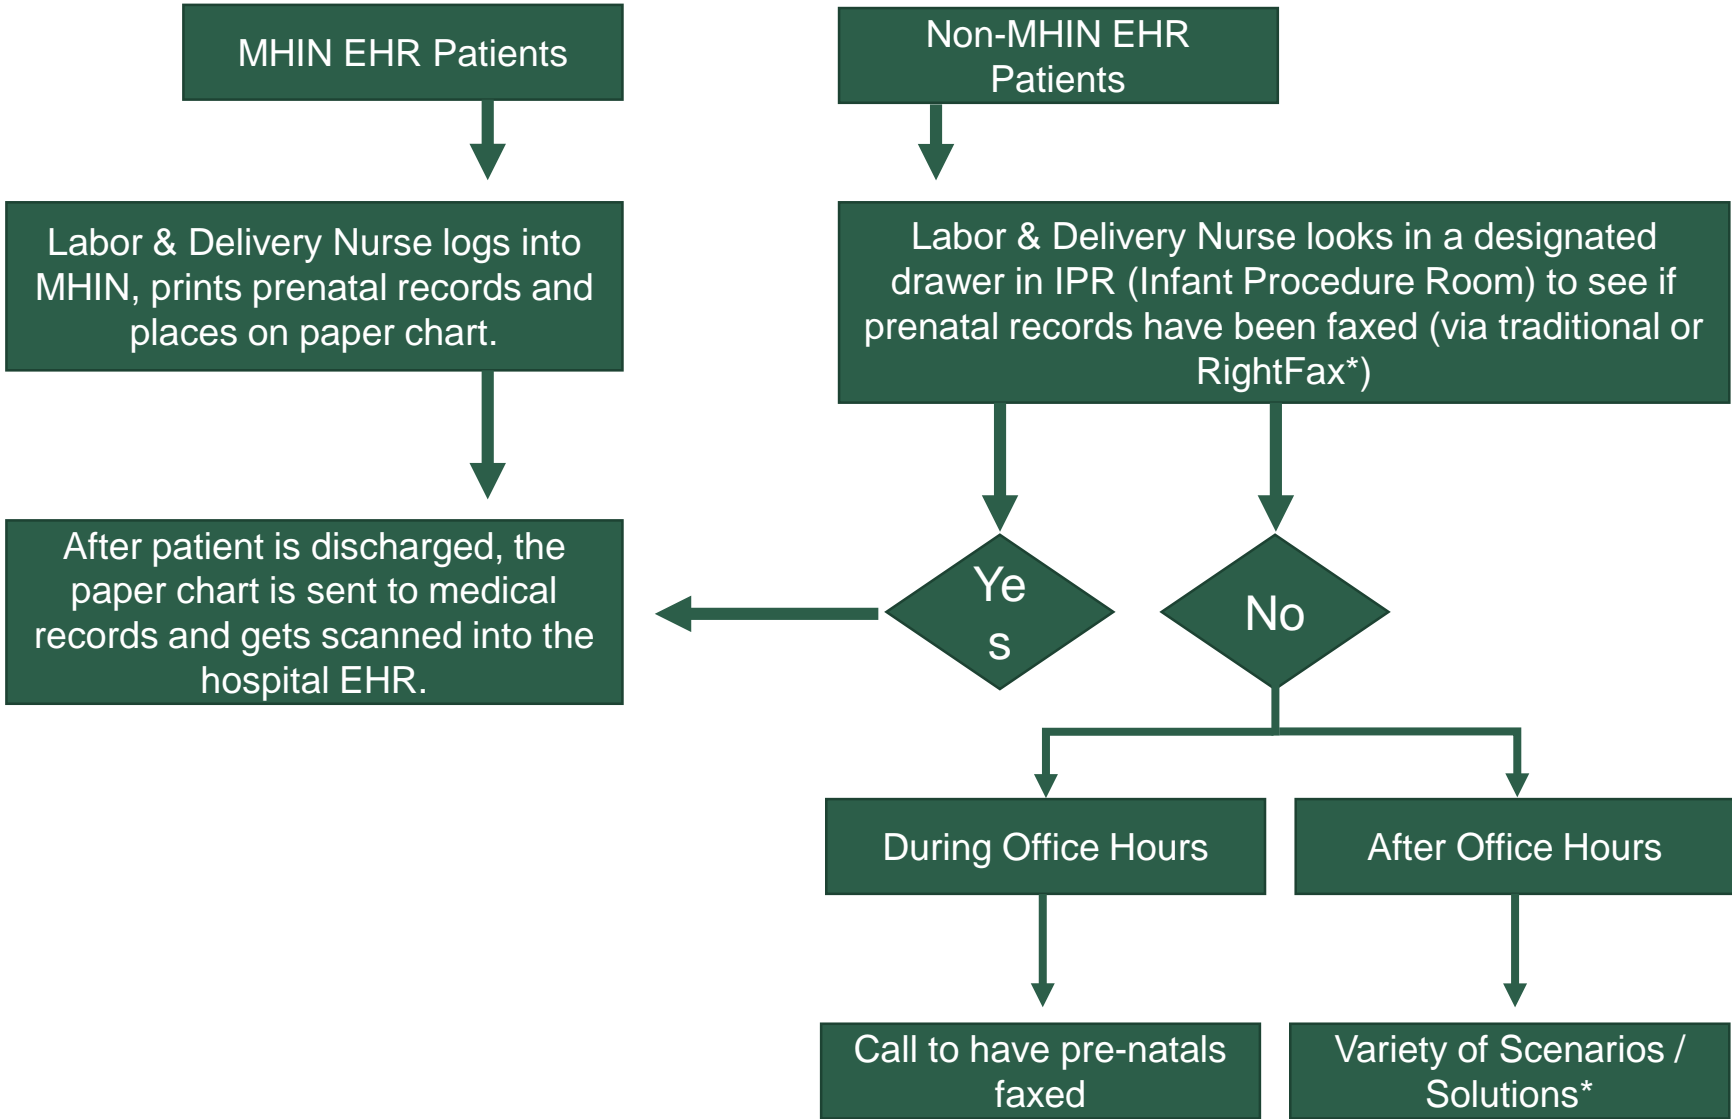 MHIN EHR Patients
Non-MHIN EHR
Patients
Labor & Delivery Nurse logs into
MHIN, prints prenatal records and
places on paper chart.
Labor & Delivery Nurse looks in a designated
drawer in IPR (Infant Procedure Room) to see if
prenatal records have been faxed (via traditional or
RightFax*)
After patient is discharged, the
paper chart is sent to medical
records and gets scanned into the
hospital EHR.
Ye
s
No
During Office Hours
After Office Hours
Call to have pre-natals
faxed
Variety of Scenarios /
Solutions*